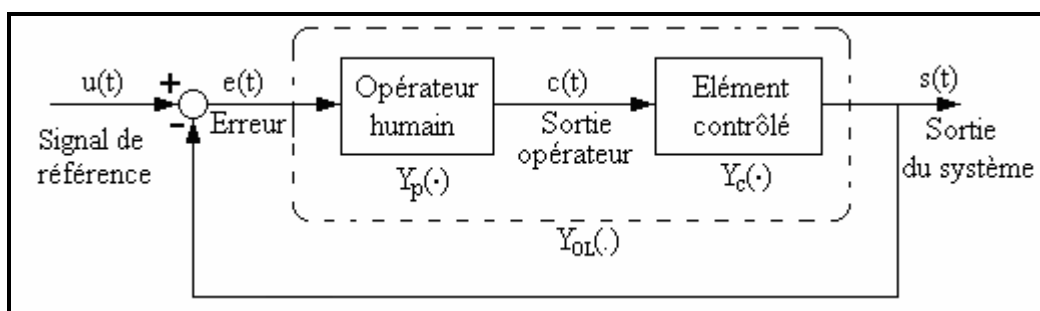 u(t)
+
-
Signal de
référence
e(t)
Erreur
Opérateur
humain
Yp(·)
c(t)
Sortie
opérateur
Elément
contrôlé
Yc(·)
YOL(.)
s(t)
Sortie
du système